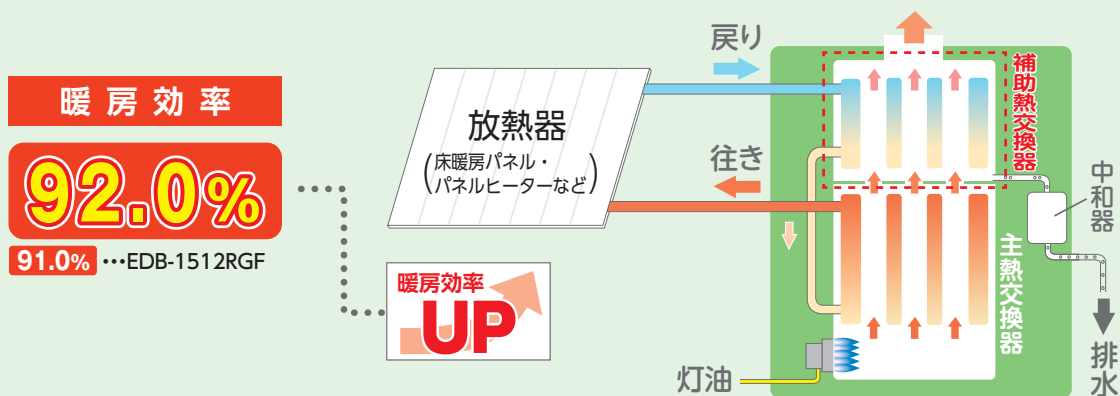 暖房効率
92.0%
91.0% …EDB-1512RGF
放熱器
(床暖房パネル・
パネルヒーターなど)
暖房効率
UP
戻り
往き
補助熱交換器
主熱交換器
中和器
排水
灯油